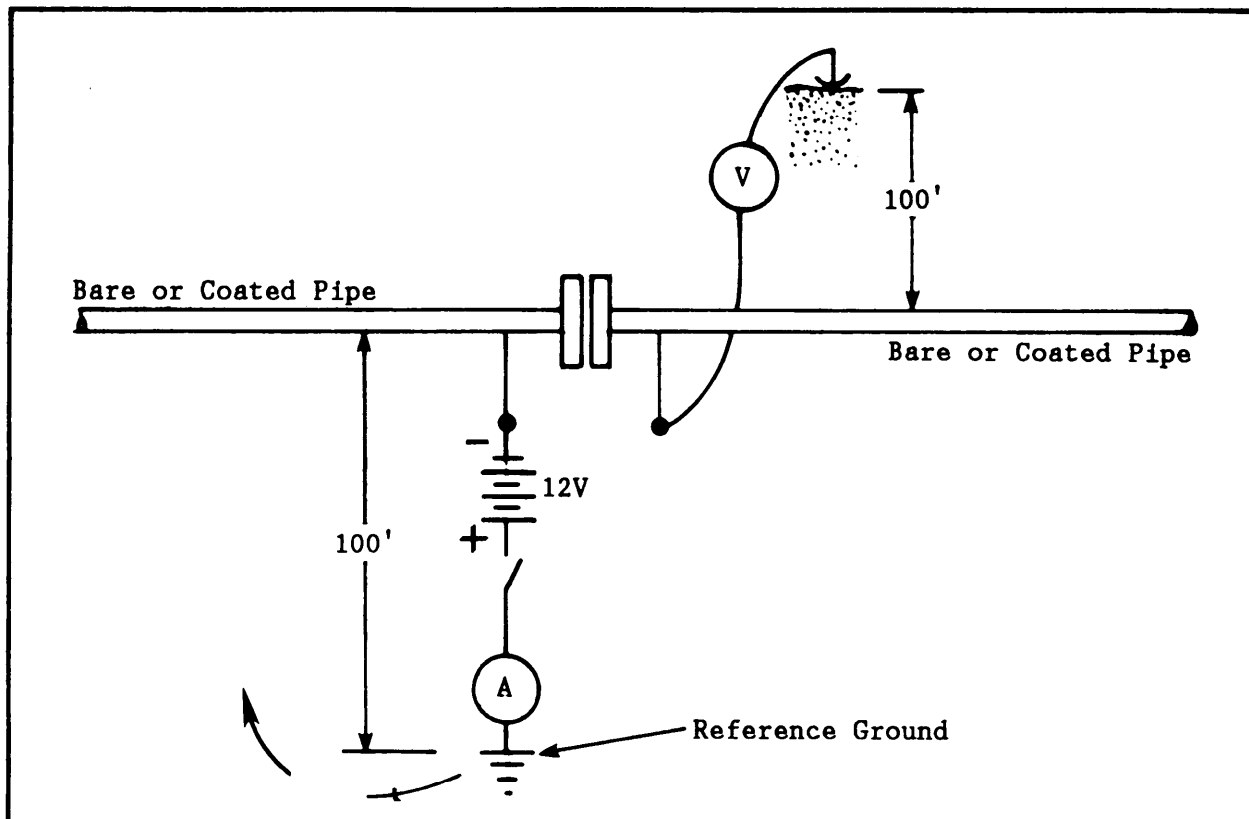 V
100'
Bare or Coated Pipe
Bare or Coated Pipe
-
12V
+
100'
A
Reference Ground